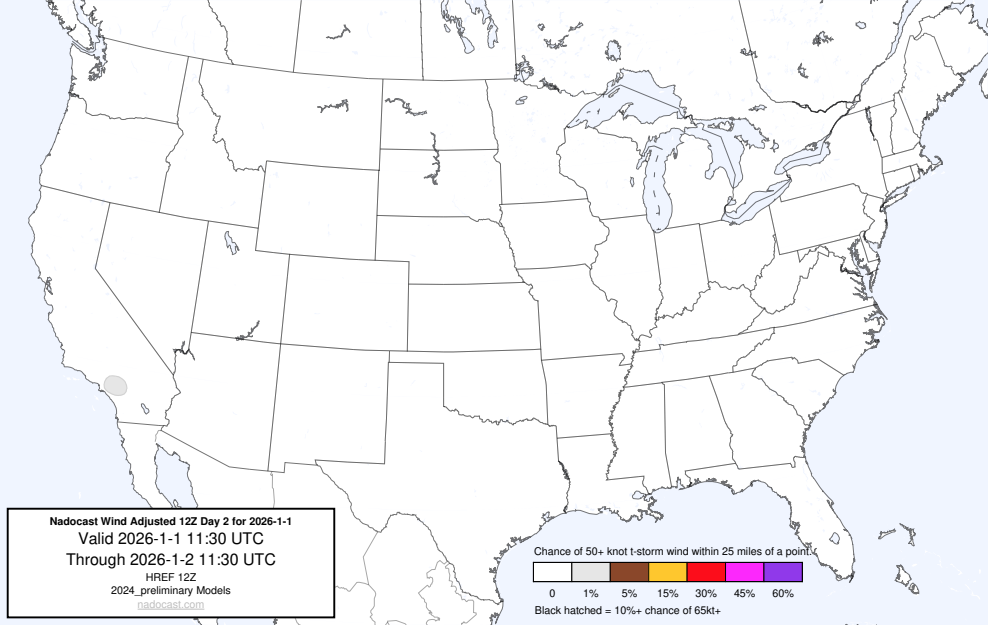 Nadocast Wind Adjusted 12Z Day 2 for 2026-1-1
Valid 2026-1-1 11:30 UTC
Through 2026-1-2 11:30 UTC
HREF 12Z
2024_preliminary Models
nadocast.com
Chance of 50+ knot t-storm wind within 25 miles of a point.
0 1% 5% 15% 30% 45% 60%
Black hatched = 10%+ chance of 65kt+